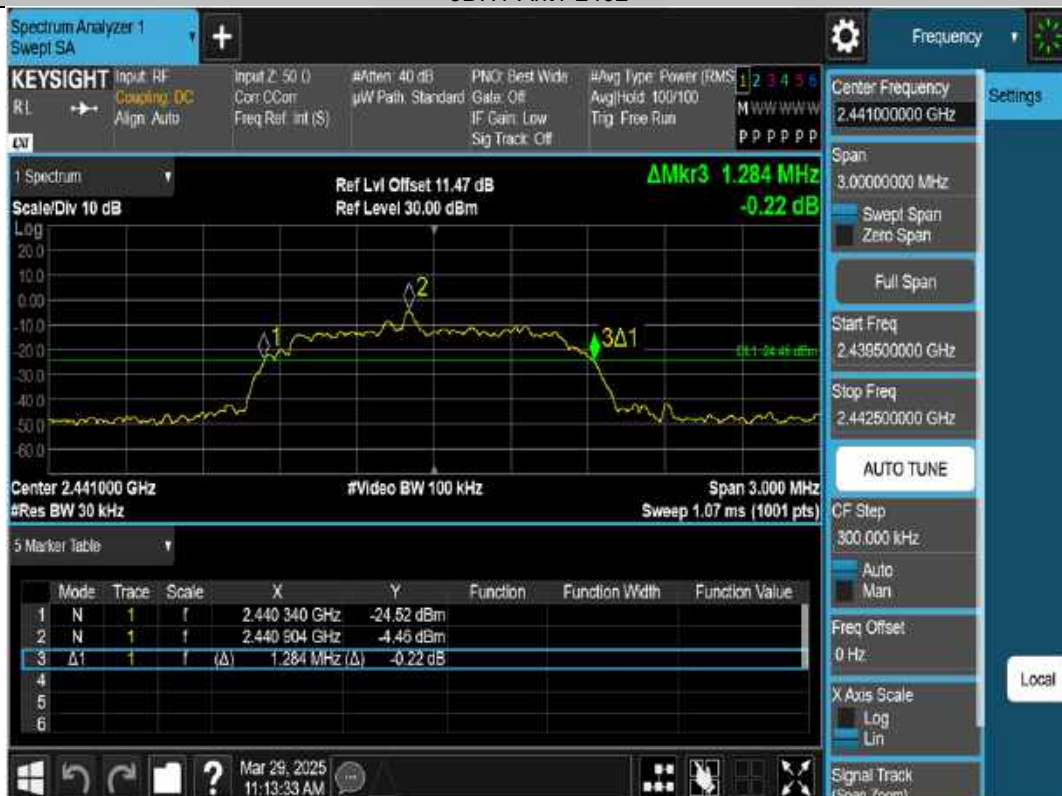 Spectrum Analyzer 1
Swept SA
+
Frequency
KEYSIGHT
RL
Input: RF
Coupling: DC
Align: Auto
Input Z: 50 Ω
Corr CCorr
Freq Ref: Int (S)
#Atten: 40 dB
µW Path: Standard
PNO: Best Wide
Gate: Off
IF Gain: Low
Sig Track: Off
#Avg Type: Power (RMS
Avg|Hold: 100/100
Trig: Free Run
1 2 3 4 5 6
M W W W W W
P P P P P P
1 Spectrum
Scale/Div 10 dB
Ref Lvl Offset 11.47 dB
Ref Level 30.00 dBm
ΔMkr3 1.284 MHz
-0.22 dB
Log
20.0
10.0
0.00
-10.0
-20.0
-30.0
-40.0
-50.0
-60.0
1
2
3Δ1
DL1 -24.46 dBm
Center 2.441000 GHz
#Video BW 100 kHz
Span 3.000 MHz
#Res BW 30 kHz
Sweep 1.07 ms (1001 pts)
5 Marker Table
Mode Trace Scale X Y Function Function Width Function Value
1 N 1 f 2.440 340 GHz -24.52 dBm
2 N 1 f 2.440 904 GHz -4.46 dBm
3 Δ1 1 f (Δ) 1.284 MHz (Δ) -0.22 dB
4
5
6
Mar 29, 2025
11:13:33 AM
?
Center Frequency
2.441000000 GHz
Settings
Span
3.00000000 MHz
Swept Span
Zero Span
Full Span
Start Freq
2.439500000 GHz
Stop Freq
2.442500000 GHz
AUTO TUNE
CF Step
300.000 kHz
Auto
Man
Freq Offset
0 Hz
Local
X Axis Scale
Log
Lin
Signal Track
(Span Zoom)